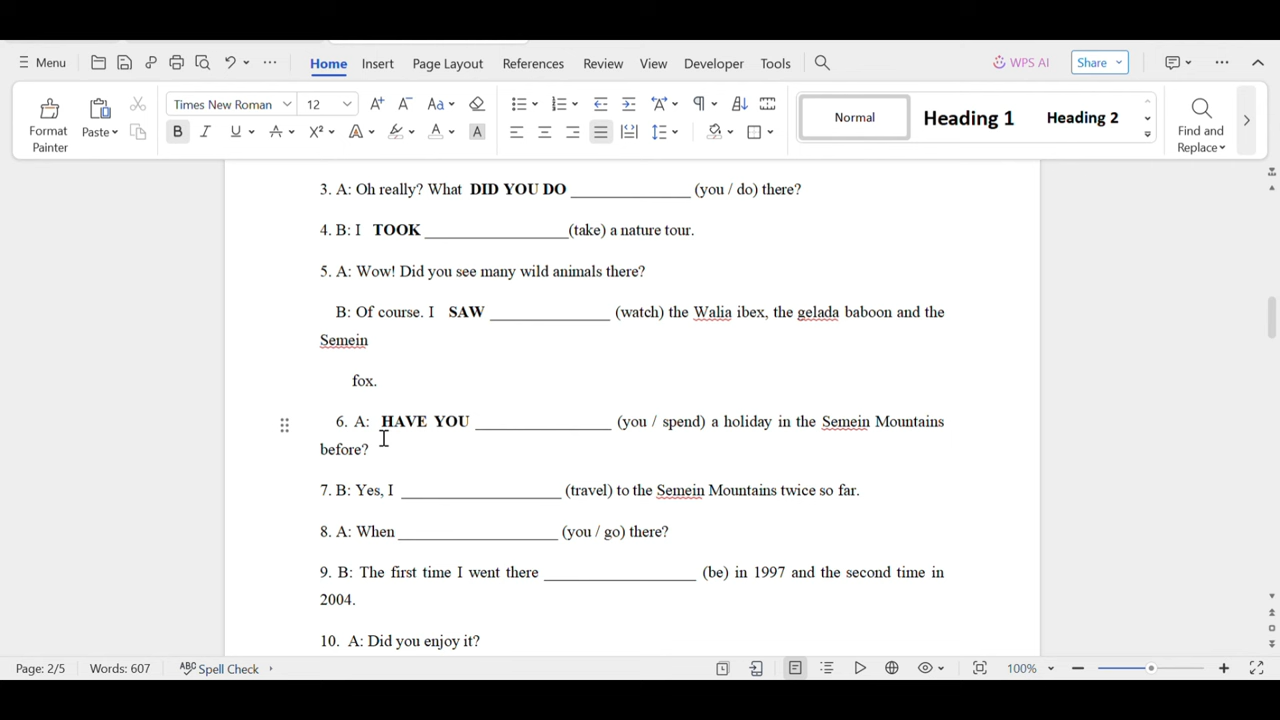 Menu Home Insert Page Layout References Review View Developer Tools WPS AI Share
Format Painter Paste Times New Roman 12 A+ A- Aa B I U A X² A A A Normal Heading 1 Heading 2 Find and Replace
3. A: Oh really? What DID YOU DO ______________ (you / do) there?
4. B: I TOOK _________________(take) a nature tour.
5. A: Wow! Did you see many wild animals there?
B: Of course. I SAW ______________ (watch) the Walia ibex, the gelada baboon and the
Semein
fox.
6. A: HAVE YOU ________________ (you / spend) a holiday in the Semein Mountains
before?
7. B: Yes, I ___________________ (travel) to the Semein Mountains twice so far.
8. A: When ___________________ (you / go) there?
9. B: The first time I went there __________________ (be) in 1997 and the second time in
2004.
10. A: Did you enjoy it?
Page: 2/5 Words: 607 ABC Spell Check 100%